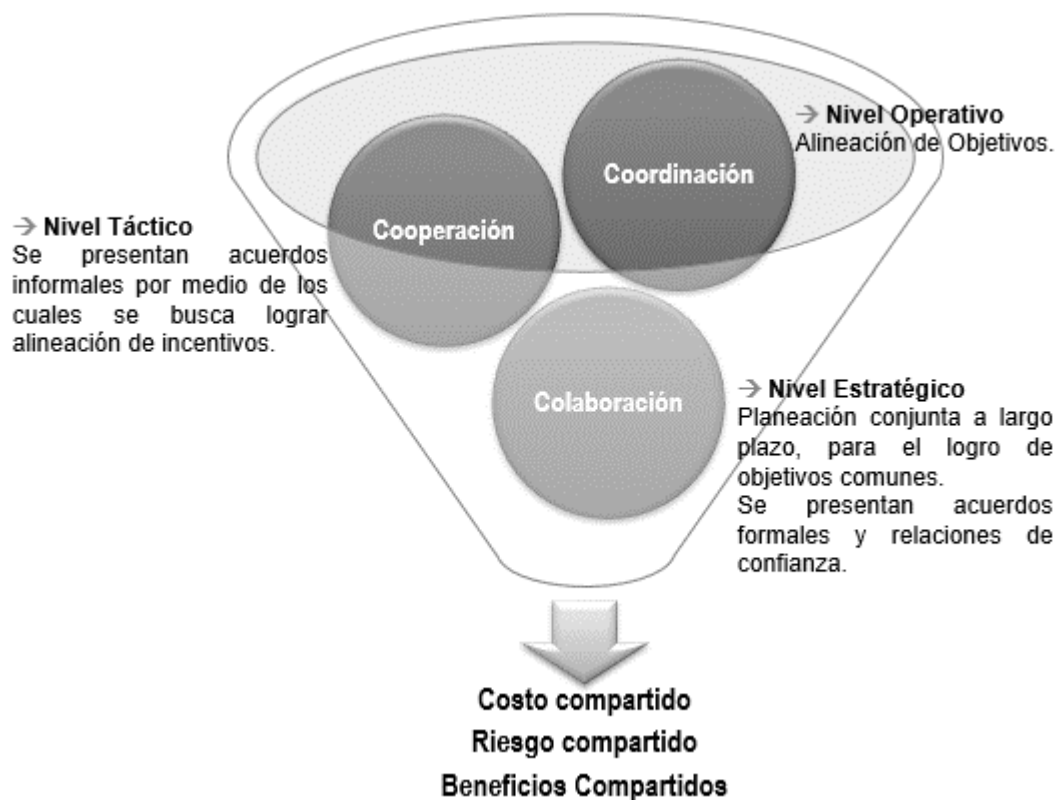 → Nivel Operativo
Alineación de Objetivos.
Coordinación
Cooperación
→ Nivel Táctico
Se presentan acuerdos
informales por medio de los
cuales se busca lograr
alineación de incentivos.
Colaboración
→ Nivel Estratégico
Planeación conjunta a largo
plazo, para el logro de
objetivos comunes.
Se presentan acuerdos
formales y relaciones de
confianza.
Costo compartido
Riesgo compartido
Beneficios Compartidos